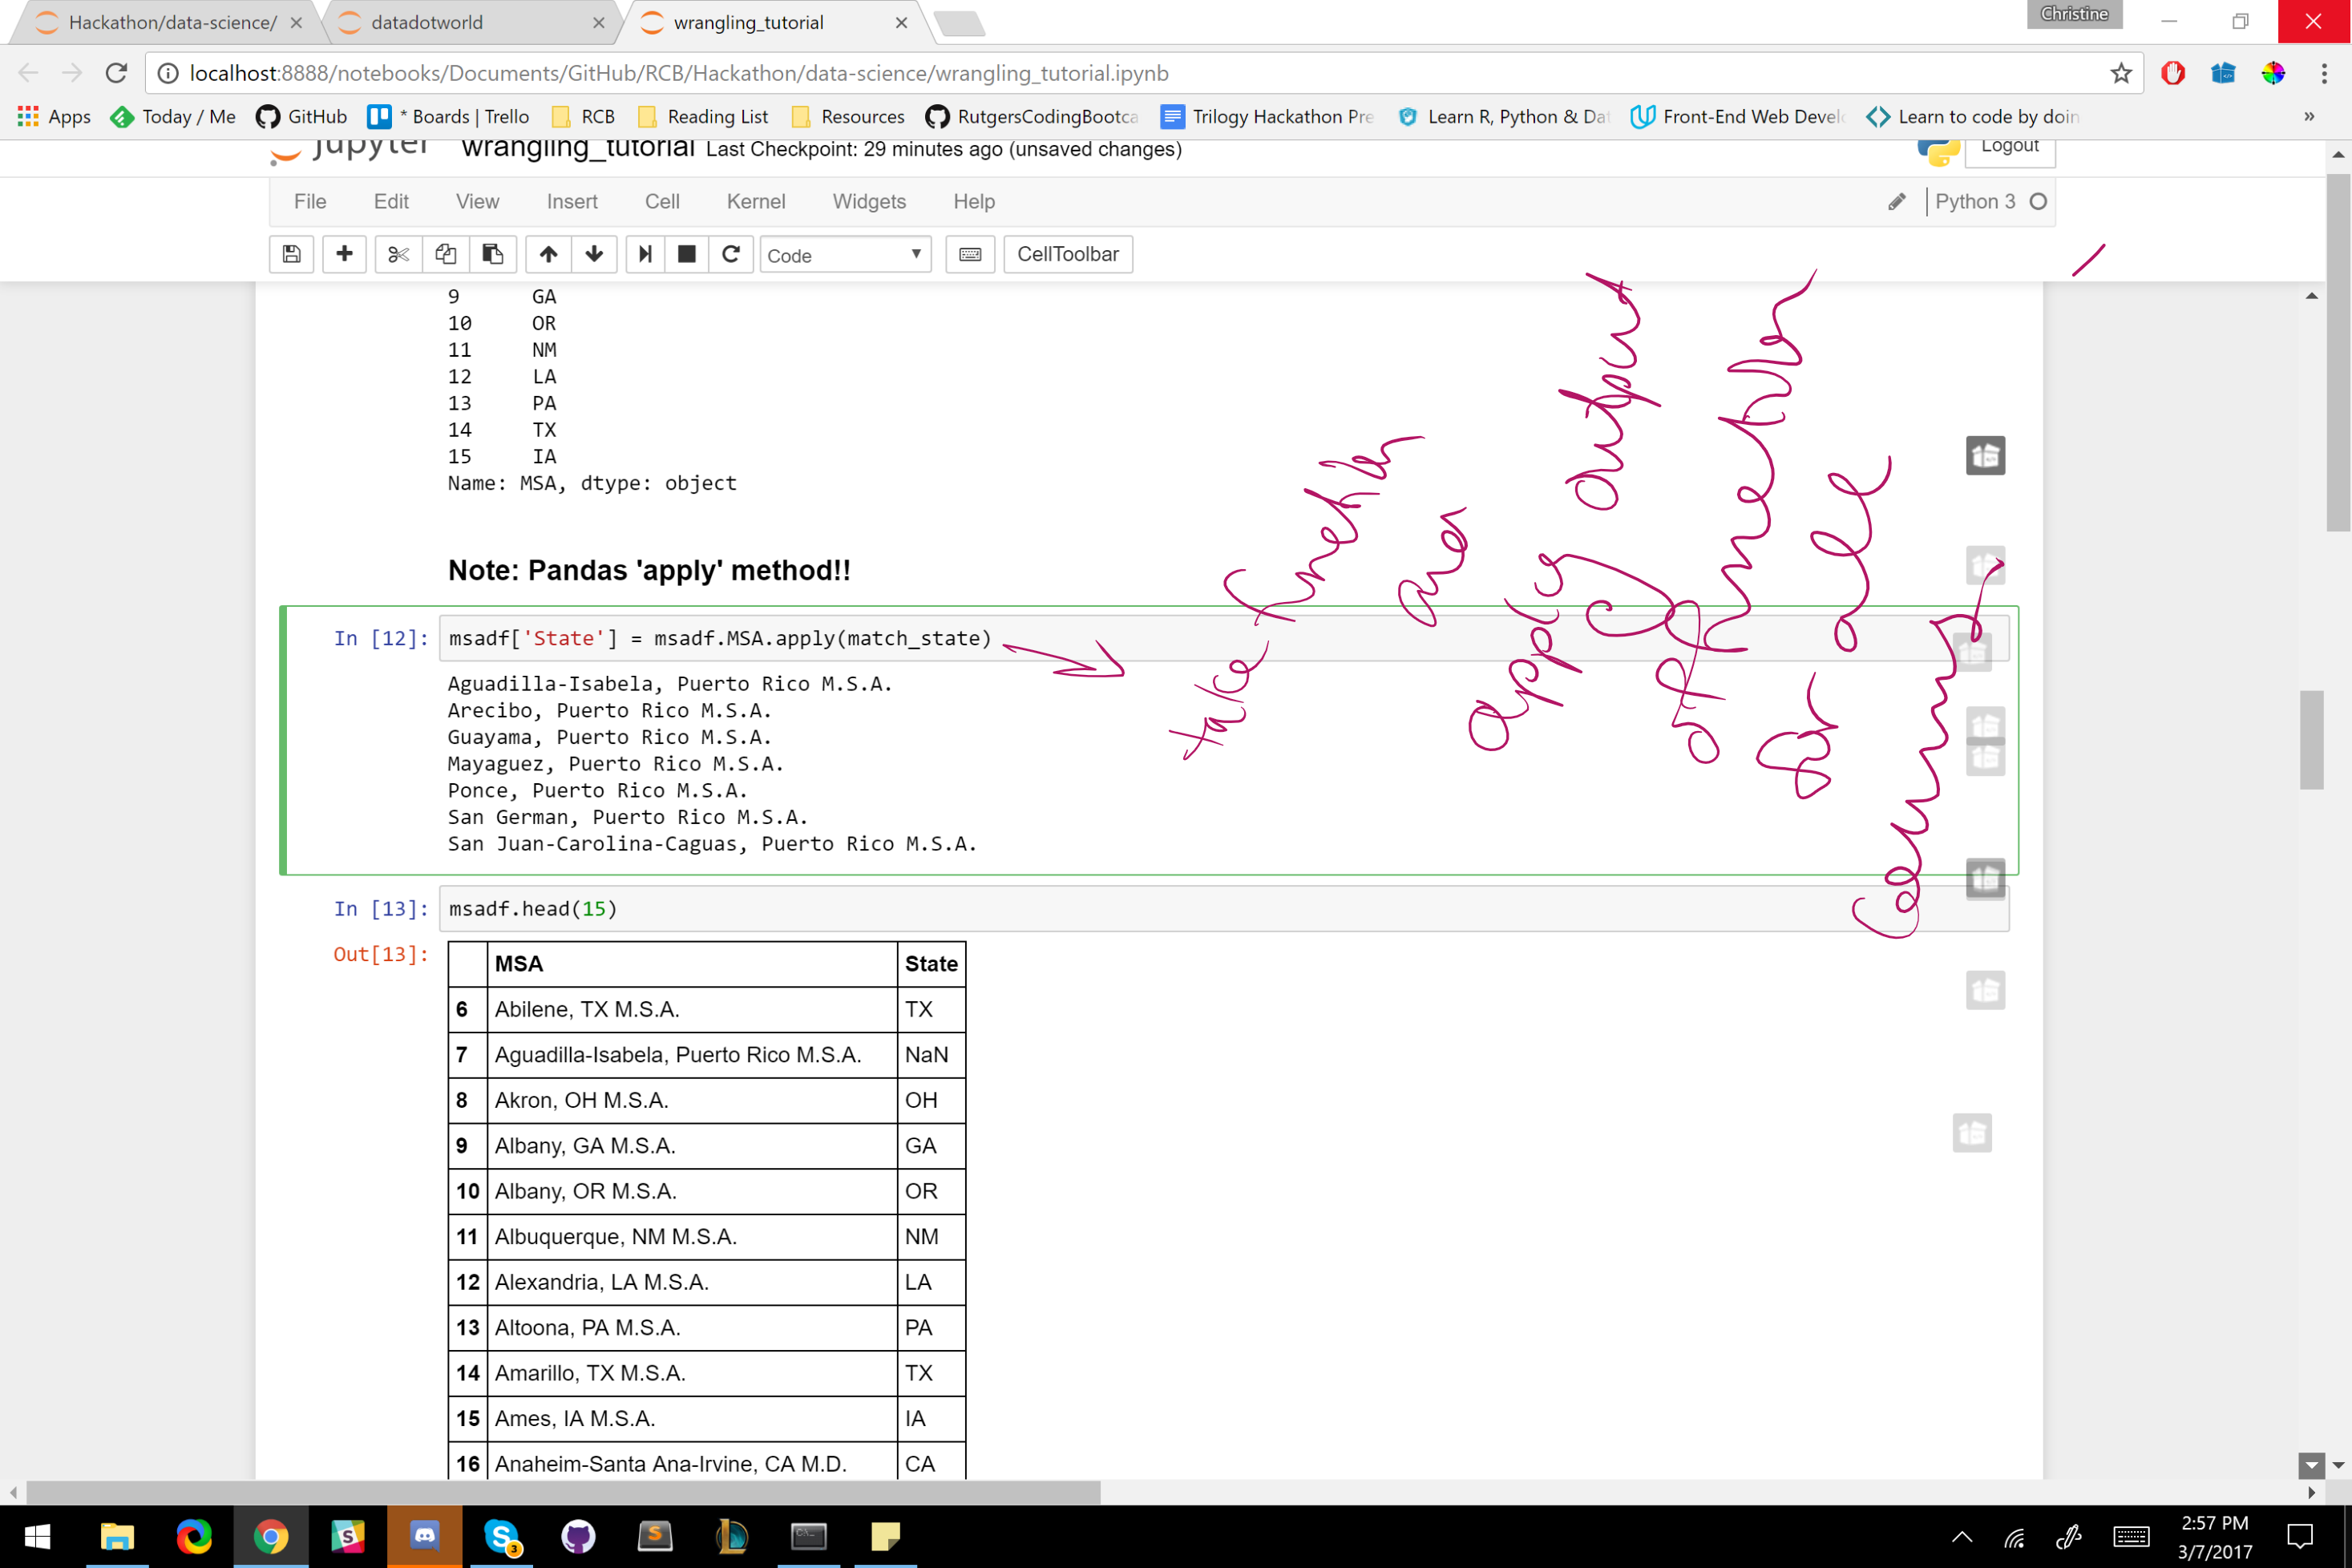 Hackathon/data-science/
datadotworld
wrangling_tutorial
Christine
localhost:8888/notebooks/Documents/GitHub/RCB/Hackathon/data-science/wrangling_tutorial.ipynb
Apps Today / Me GitHub * Boards | Trello RCB Reading List Resources RutgersCodingBootca Trilogy Hackathon Pre Learn R, Python & Dat Front-End Web Devel Learn to code by doin »
jupyter wrangling_tutorial Last Checkpoint: 29 minutes ago (unsaved changes) Logout
File Edit View Insert Cell Kernel Widgets Help Python 3
Code CellToolbar
9 GA
10 OR
11 NM
12 LA
13 PA
14 TX
15 IA
Name: MSA, dtype: object
Note: Pandas 'apply' method!!
In [12]: msadf['State'] = msadf.MSA.apply(match_state)
take function
and
apply output
of function
for all
Aguadilla-Isabela, Puerto Rico M.S.A.
Arecibo, Puerto Rico M.S.A.
Guayama, Puerto Rico M.S.A.
Mayaguez, Puerto Rico M.S.A.
Ponce, Puerto Rico M.S.A.
San German, Puerto Rico M.S.A.
San Juan-Carolina-Caguas, Puerto Rico M.S.A.
In [13]: msadf.head(15)
Out[13]:
MSA State
6 Abilene, TX M.S.A. TX
7 Aguadilla-Isabela, Puerto Rico M.S.A. NaN
8 Akron, OH M.S.A. OH
9 Albany, GA M.S.A. GA
10 Albany, OR M.S.A. OR
11 Albuquerque, NM M.S.A. NM
12 Alexandria, LA M.S.A. LA
13 Altoona, PA M.S.A. PA
14 Amarillo, TX M.S.A. TX
15 Ames, IA M.S.A. IA
16 Anaheim-Santa Ana-Irvine, CA M.D. CA
3
2:57 PM
3/7/2017